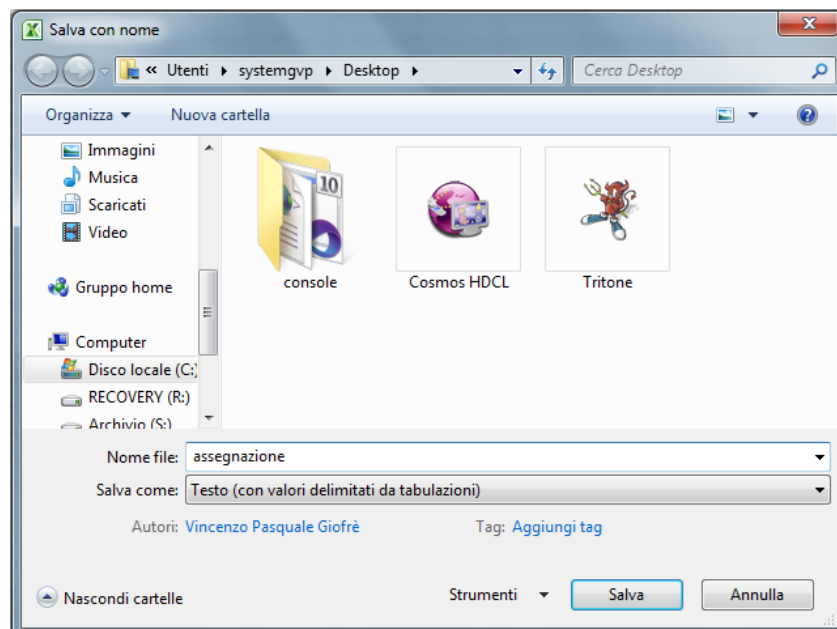 Salva con nome
« Utenti ▸ systemgvp ▸ Desktop ▸
Cerca Desktop
Organizza ▼ Nuova cartella
Immagini
Musica
Scaricati
Video
Gruppo home
Computer
Disco locale (C:)
RECOVERY (R:)
Archivio (S:)
10
console
Cosmos HDCL
Tritone
Nome file: assegnazione
Salva come: Testo (con valori delimitati da tabulazioni)
Autori: Vincenzo Pasquale Giofrè Tag: Aggiungi tag
Nascondi cartelle Strumenti ▼ Salva Annulla